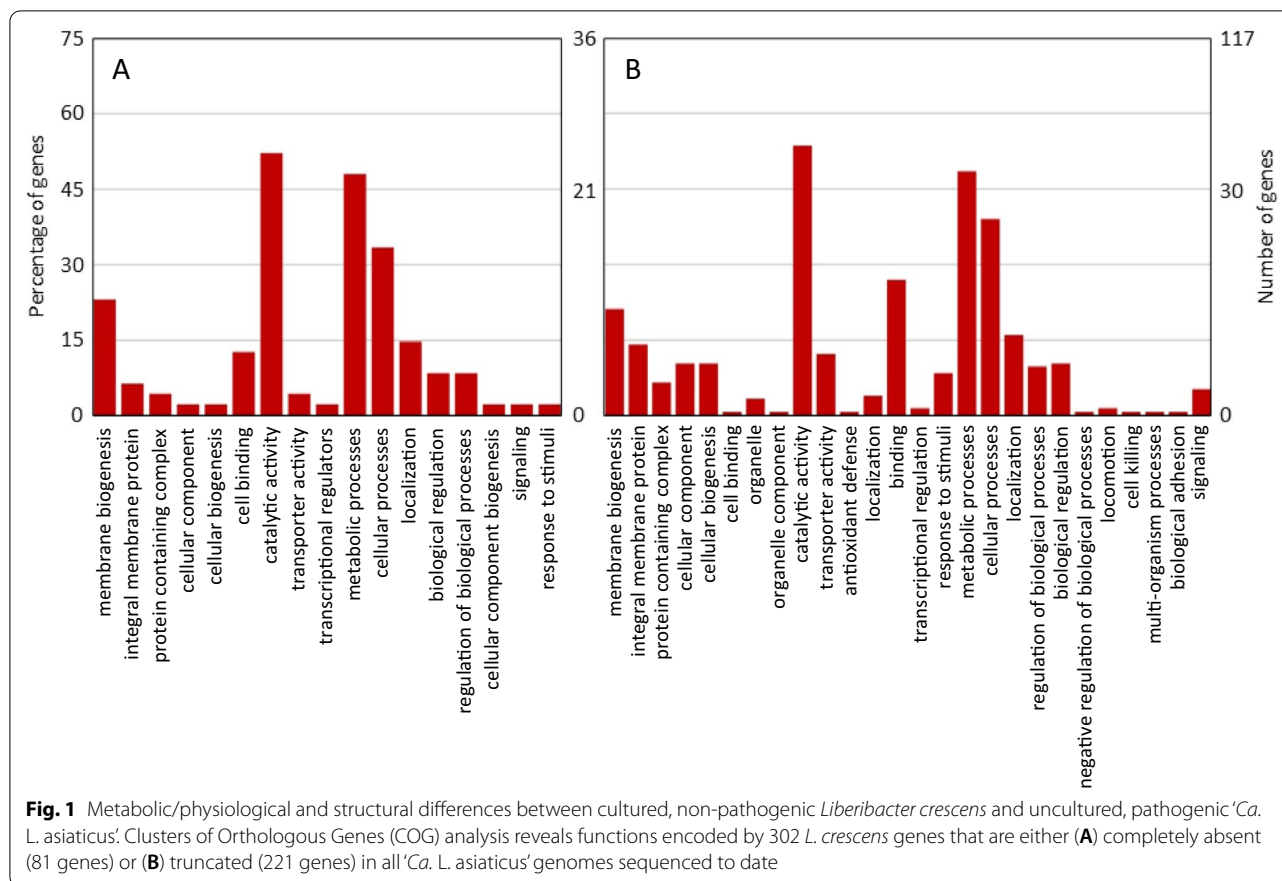 A
B
75
60
45
30
15
0
Percentage of genes
36
21
0
117
30
0
Number of genes
membrane biogenesis
integral membrane protein
protein containing complex
cellular component
cellular biogenesis
cell binding
catalytic activity
transporter activity
transcriptional regulators
metabolic processes
cellular processes
localization
biological regulation
regulation of biological processes
cellular component biogenesis
signaling
response to stimuli
membrane biogenesis
integral membrane protein
protein containing complex
cellular component
cellular biogenesis
cell binding
organelle
organelle component
catalytic activity
transporter activity
antioxidant defense
localization
binding
transcriptional regulation
response to stimuli
metabolic processes
cellular processes
localization
regulation of biological processes
biological regulation
negative regulation of biological processes
locomotion
cell killing
multi-organism processes
biological adhesion
signaling
Fig. 1 Metabolic/physiological and structural differences between cultured, non-pathogenic Liberibacter crescens and uncultured, pathogenic ‘Ca.
L. asiaticus’. Clusters of Orthologous Genes (COG) analysis reveals functions encoded by 302 L. crescens genes that are either (A) completely absent
(81 genes) or (B) truncated (221 genes) in all ‘Ca. L. asiaticus’ genomes sequenced to date